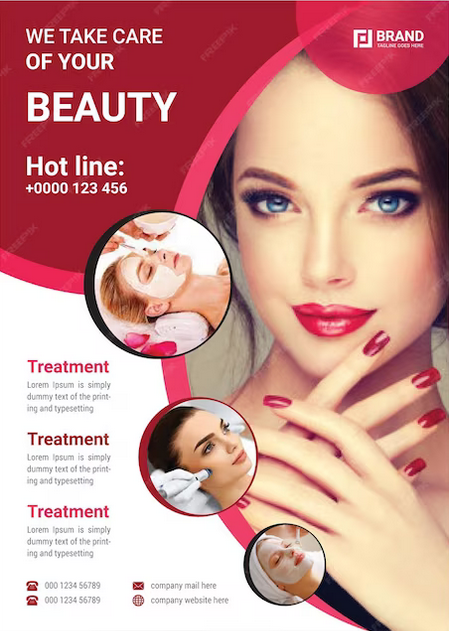 WE TAKE CARE
OF YOUR
BEAUTY
Hot line:
+0000 123 456
BRAND
TAGLINE GOES HERE
Treatment
Lorem Ipsum is simply
dummy text of the print-
ing and typesetting
Treatment
Lorem Ipsum is simply
dummy text of the print-
ing and typesetting
Treatment
Lorem Ipsum is simply
dummy text of the print-
ing and typesetting
000 1234 56789
company mail here
000 1234 56789
company website here